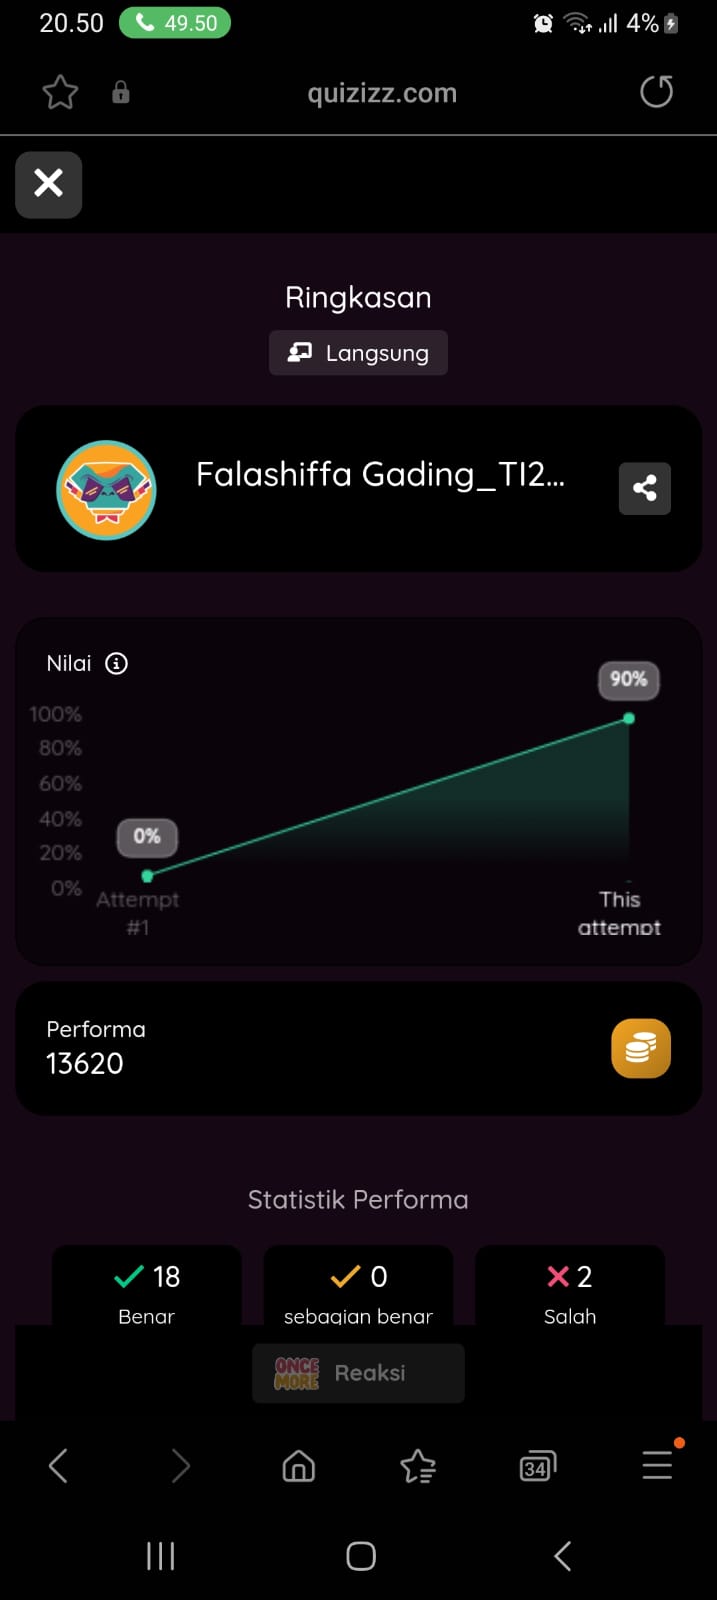 20.50 49.50 4%
quizizz.com
Ringkasan
Langsung
Falashiffa Gading_TI2...
Nilai
90%
100%
80%
60%
40%
0%
20%
0%
Attempt
#1
This
attempt
Performa
13620
Statistik Performa
18
Benar
0
sebagian benar
2
Salah
ONCE
MORE
Reaksi
34